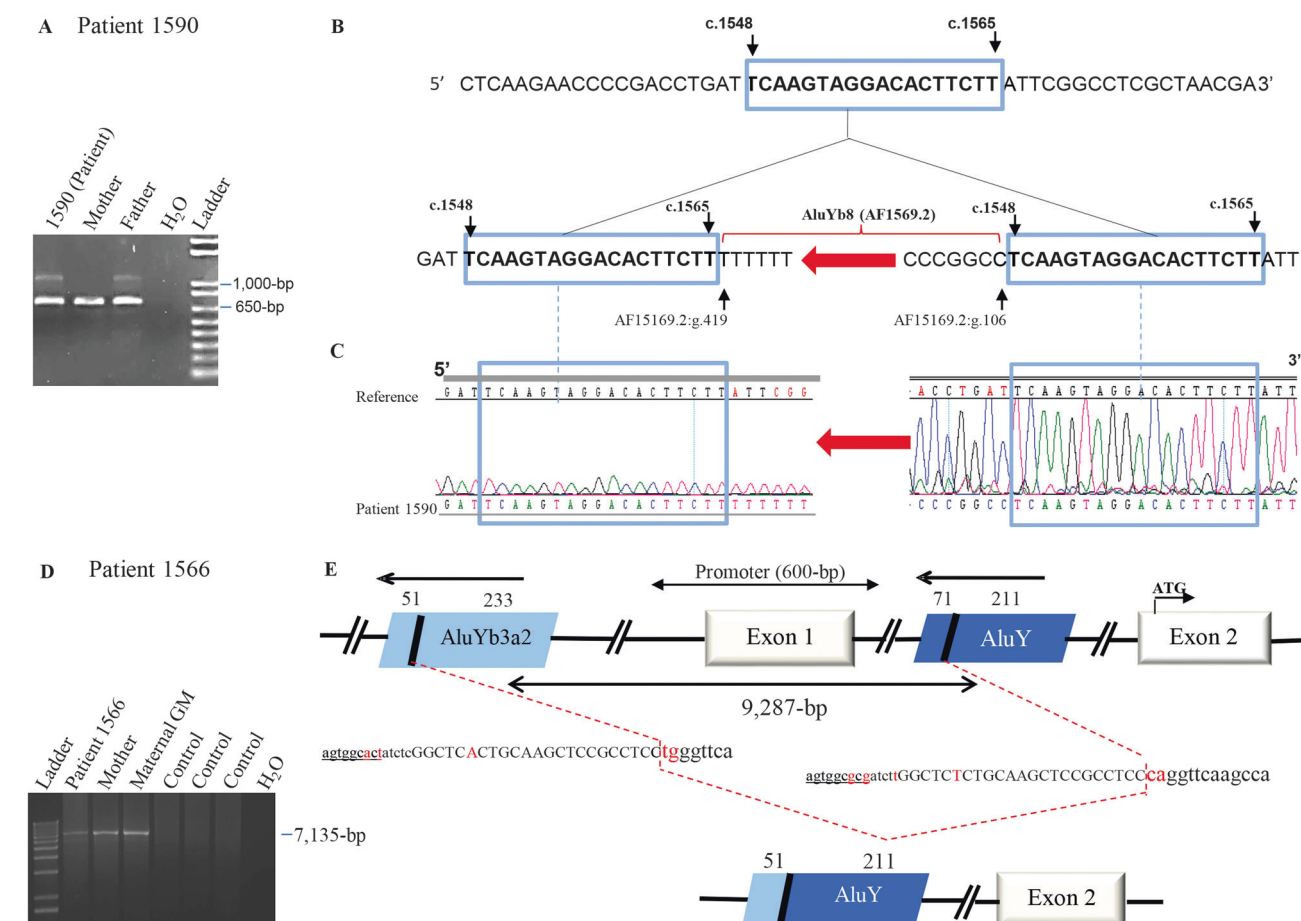 A Patient 1590
1590 (Patient)
Mother
Father
H2O
Ladder
1,000-bp
650-bp
B
c.1548
c.1565
5′ CTCAAGAACCCCGACCTGAT TCAAGTAGGACACTTCTT ATTCGGCCTCGCTAACGA3′
c.1548
c.1565
AluYb8 (AF1569.2)
c.1548
c.1565
GAT TCAAGTAGGACACTTCTT TTTTTT
CCCGGCC TCAAGTAGGACACTTCTT ATT
AF15169.2:g.419
AF15169.2:g.106
C
5'
3'
Reference
G A T T C A A G T A G G A C A C T T C T T A T T C G G
A C C T G A T T C A A G T A G G A C A C T T C T T A T T
Patient 1590
G A T T C A A G T A G G A C A C T T C T T T T T T T T
C C C G G C C T C A A G T A G G A C A C T T C T T A T T
D Patient 1566
Ladder
Patient 1566
Mother
Maternal GM
Control
Control
Control
H2O
7,135-bp
E
Promoter (600-bp)
ATG
51 233
71 211
AluYb3a2
Exon 1
AluY
Exon 2
9,287-bp
agtggcactatctcGGCTCACTGCAAGCTCCGCCTCCtgggttca
agtggcgcgatcttGGCTCTCTGCAAGCTCCGCCTCCcaggttcaagcca
51 211
AluY
Exon 2